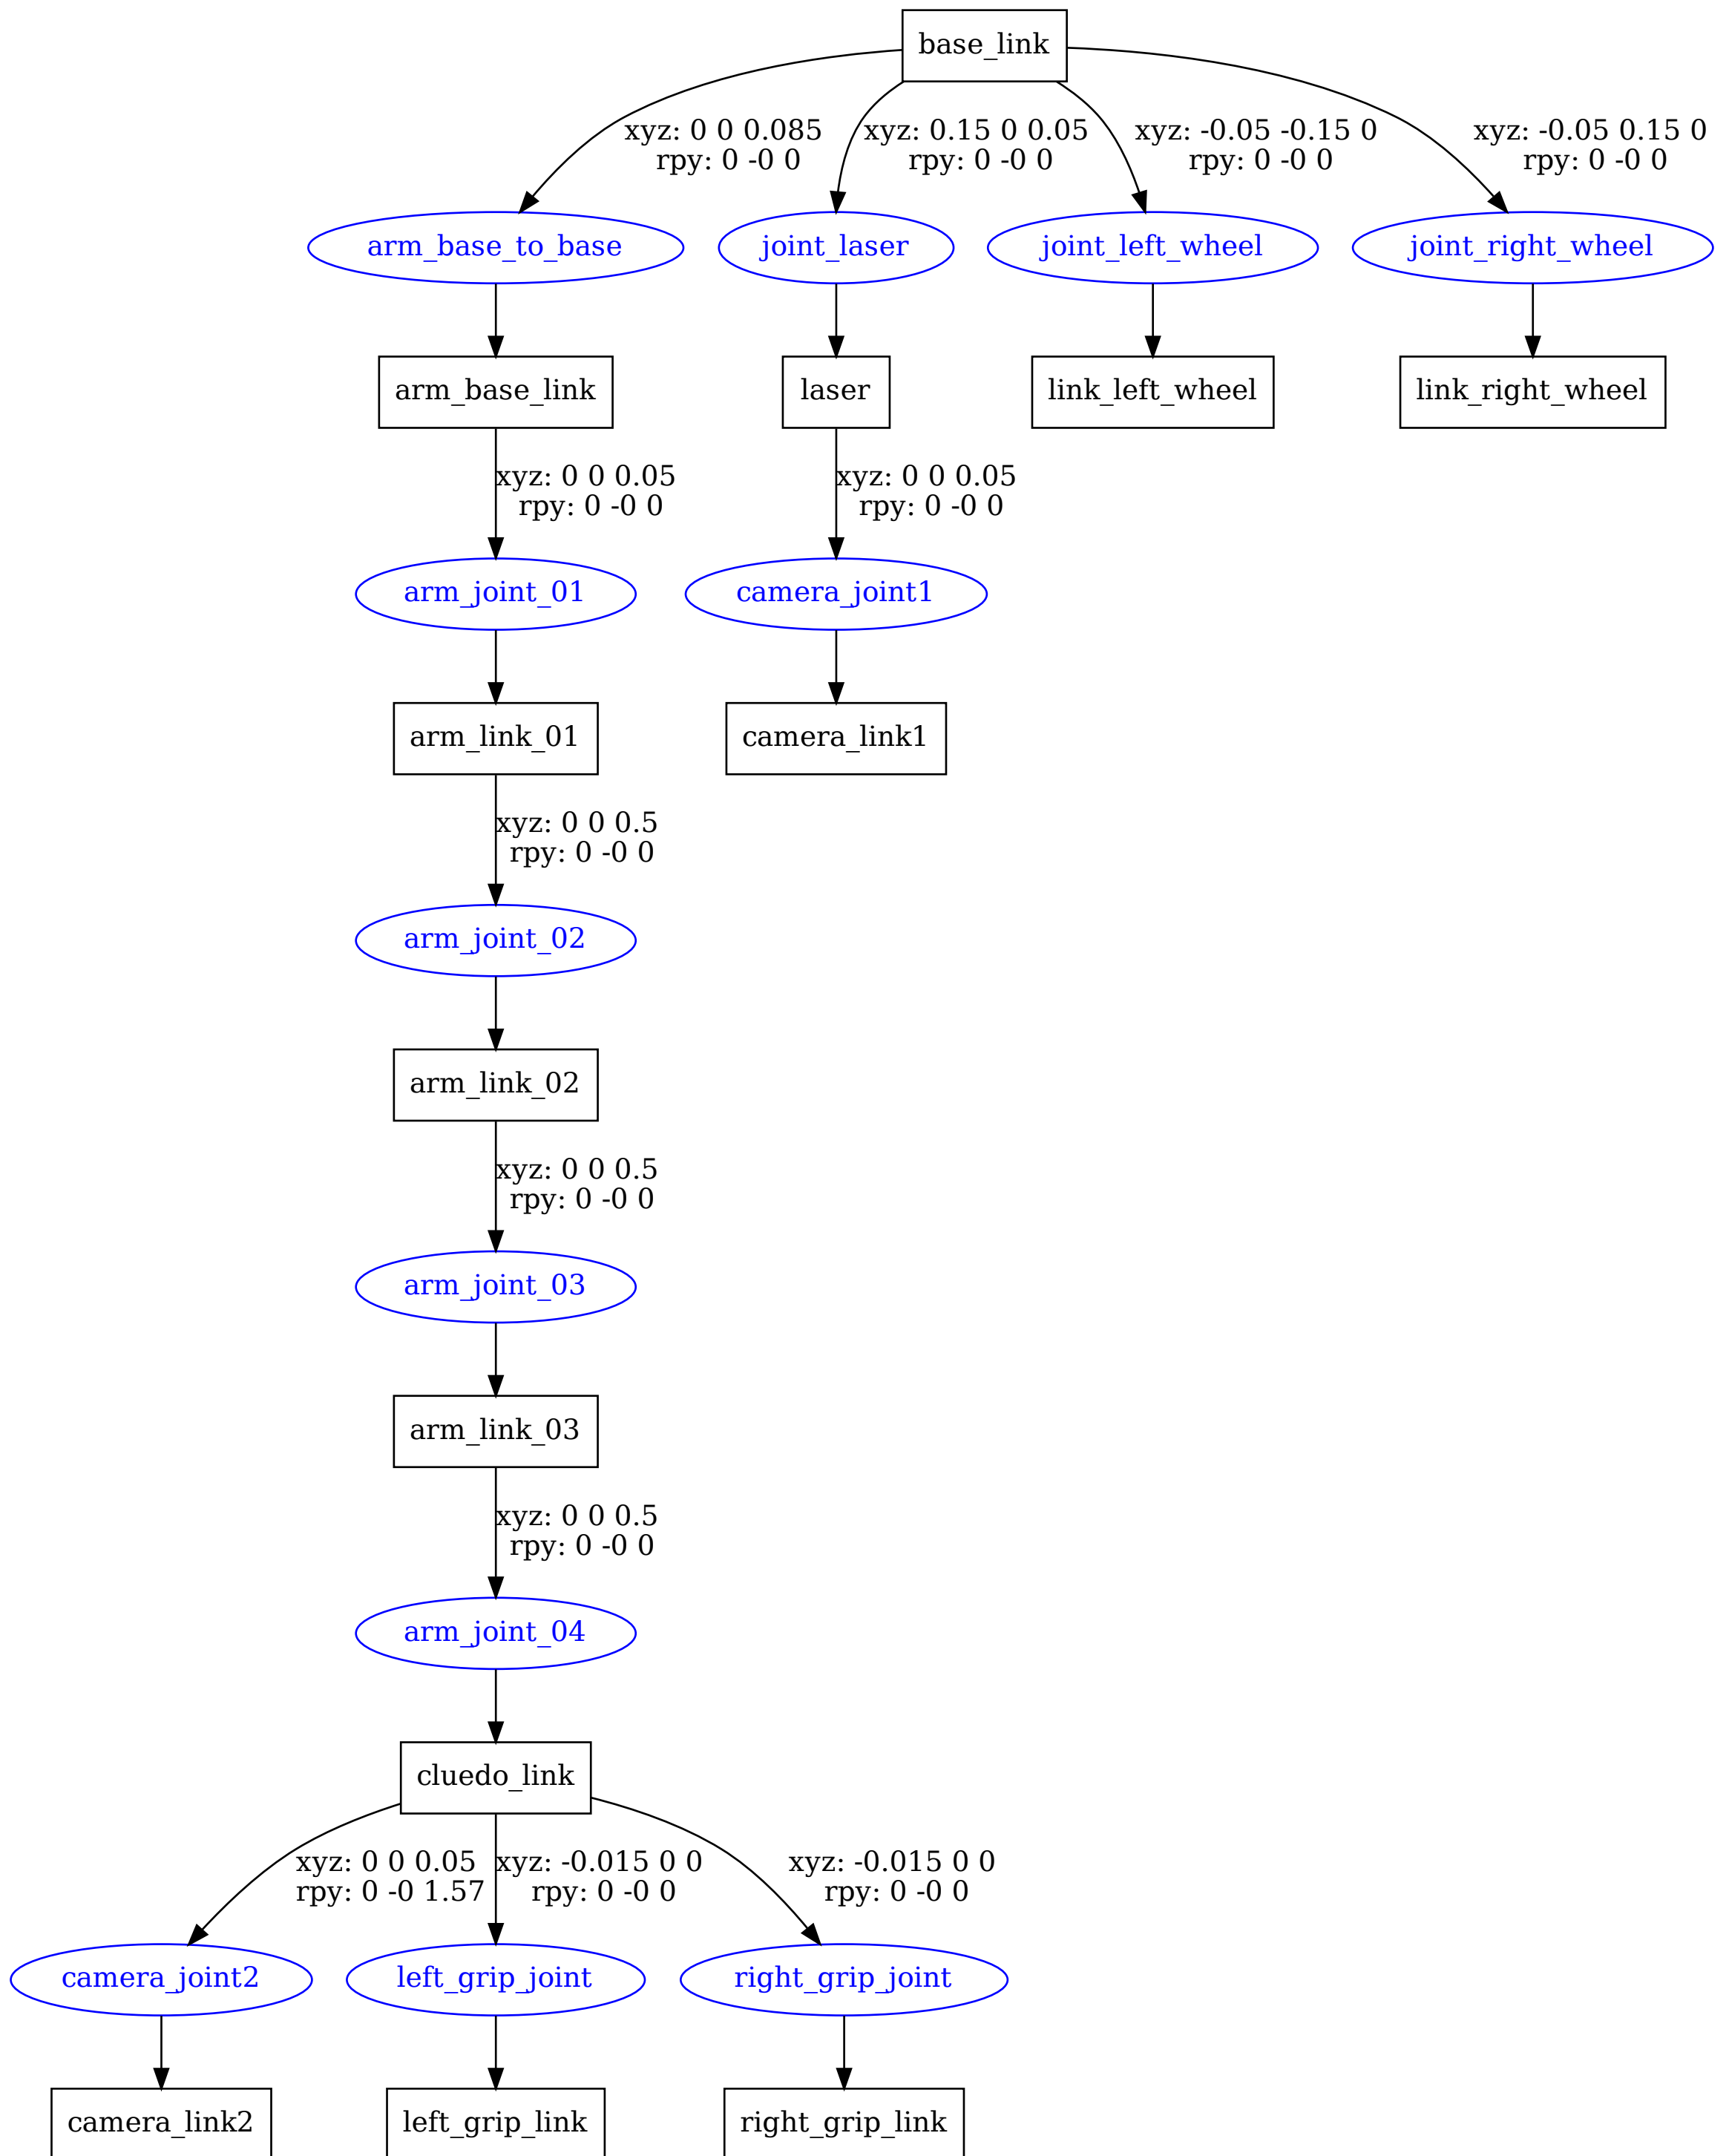 base_link
xyz: 0 0 0.085
rpy: 0 -0 0
xyz: 0.15 0 0.05
rpy: 0 -0 0
xyz: -0.05 -0.15 0
rpy: 0 -0 0
xyz: -0.05 0.15 0
rpy: 0 -0 0
arm_base_to_base
joint_laser
joint_left_wheel
joint_right_wheel
arm_base_link
laser
link_left_wheel
link_right_wheel
xyz: 0 0 0.05
rpy: 0 -0 0
xyz: 0 0 0.05
rpy: 0 -0 0
arm_joint_01
camera_joint1
arm_link_01
camera_link1
xyz: 0 0 0.5
rpy: 0 -0 0
arm_joint_02
arm_link_02
xyz: 0 0 0.5
rpy: 0 -0 0
arm_joint_03
arm_link_03
xyz: 0 0 0.5
rpy: 0 -0 0
arm_joint_04
cluedo_link
xyz: 0 0 0.05
rpy: 0 -0 1.57
xyz: -0.015 0 0
rpy: 0 -0 0
xyz: -0.015 0 0
rpy: 0 -0 0
camera_joint2
left_grip_joint
right_grip_joint
camera_link2
left_grip_link
right_grip_link